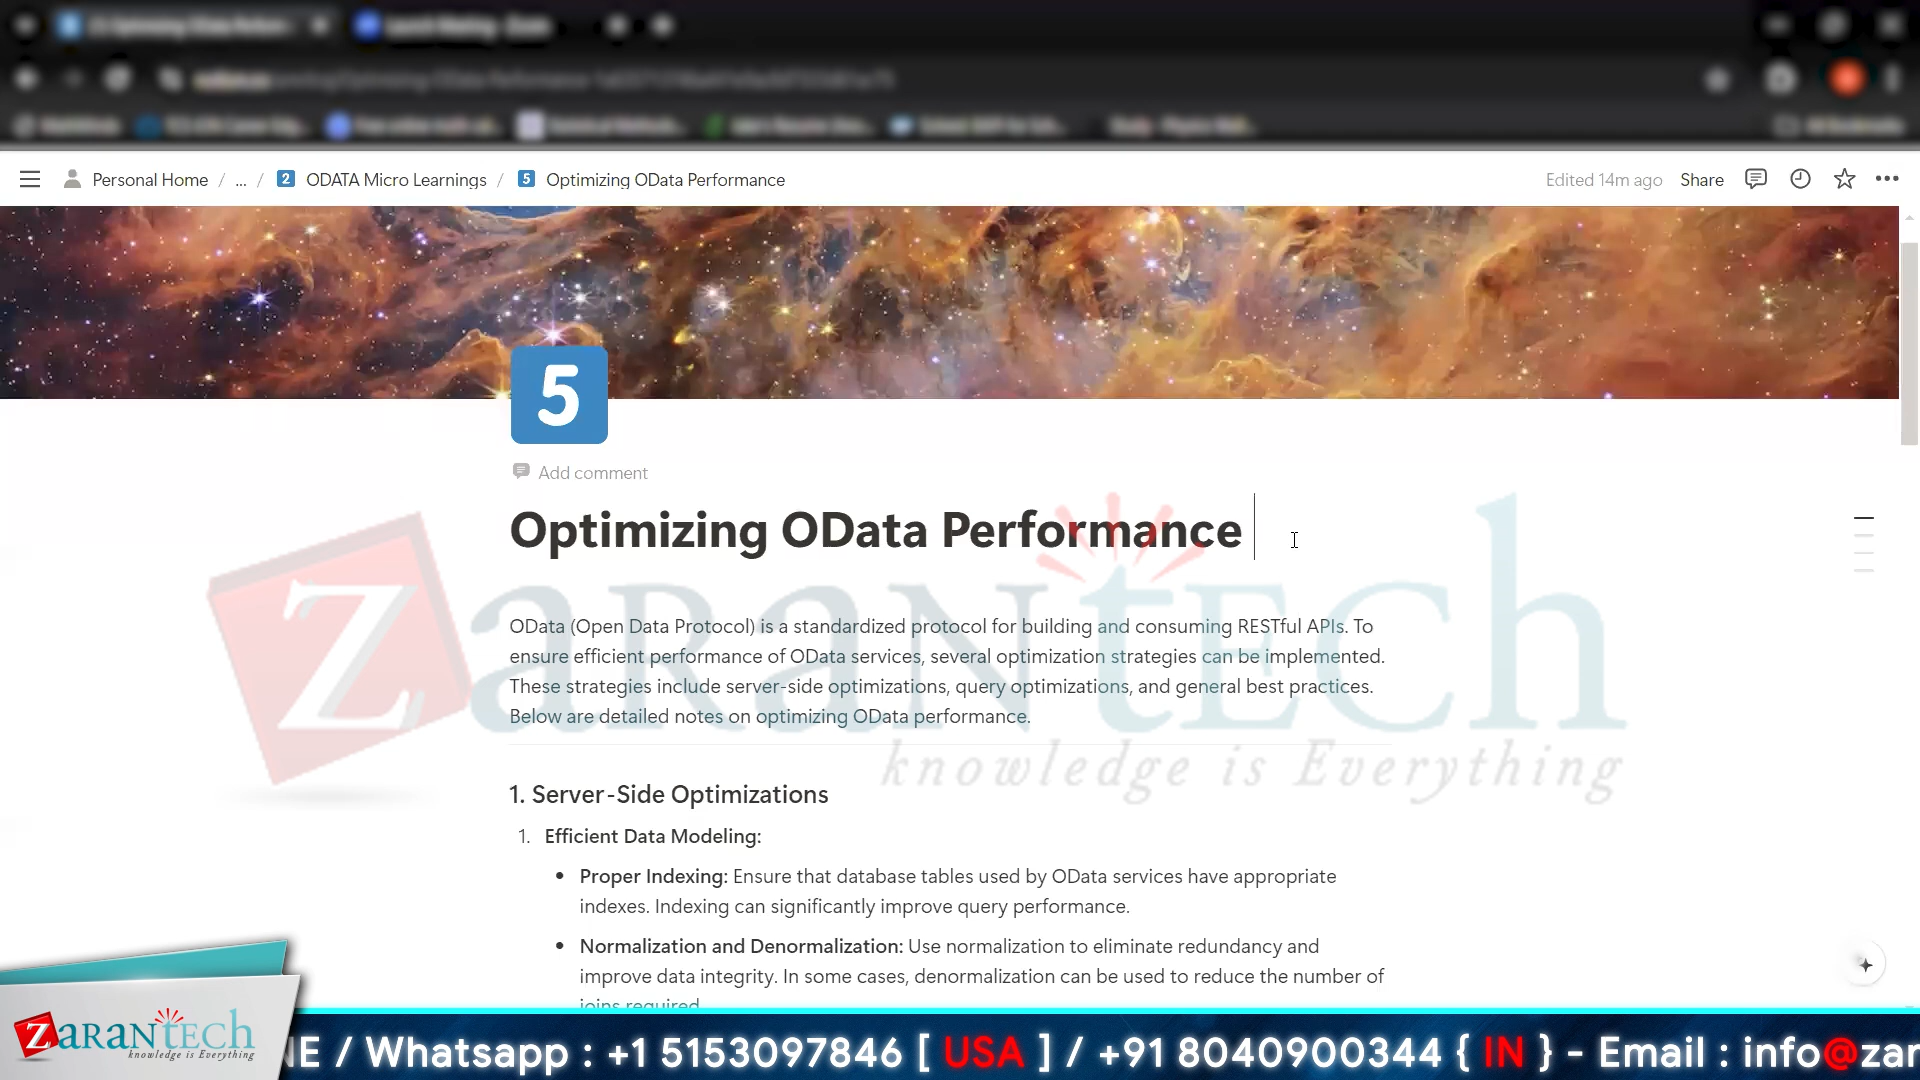 Personal Home / ... / 2 ODATA Micro Learnings / 5 Optimizing OData Performance
Edited 14m ago Share
5
Add comment
Optimizing OData Performance
OData (Open Data Protocol) is a standardized protocol for building and consuming RESTful APIs. To
ensure efficient performance of OData services, several optimization strategies can be implemented.
These strategies include server-side optimizations, query optimizations, and general best practices.
Below are detailed notes on optimizing OData performance.
ZaranTech
knowledge is Everything
1. Server-Side Optimizations
1. Efficient Data Modeling:
• Proper Indexing: Ensure that database tables used by OData services have appropriate
indexes. Indexing can significantly improve query performance.
• Normalization and Denormalization: Use normalization to eliminate redundancy and
improve data integrity. In some cases, denormalization can be used to reduce the number of
joins required.
ZaranTech
knowledge is Everything
NE / Whatsapp : +1 5153097846 [ USA ] / +91 8040900344 { IN } - Email : info@zar